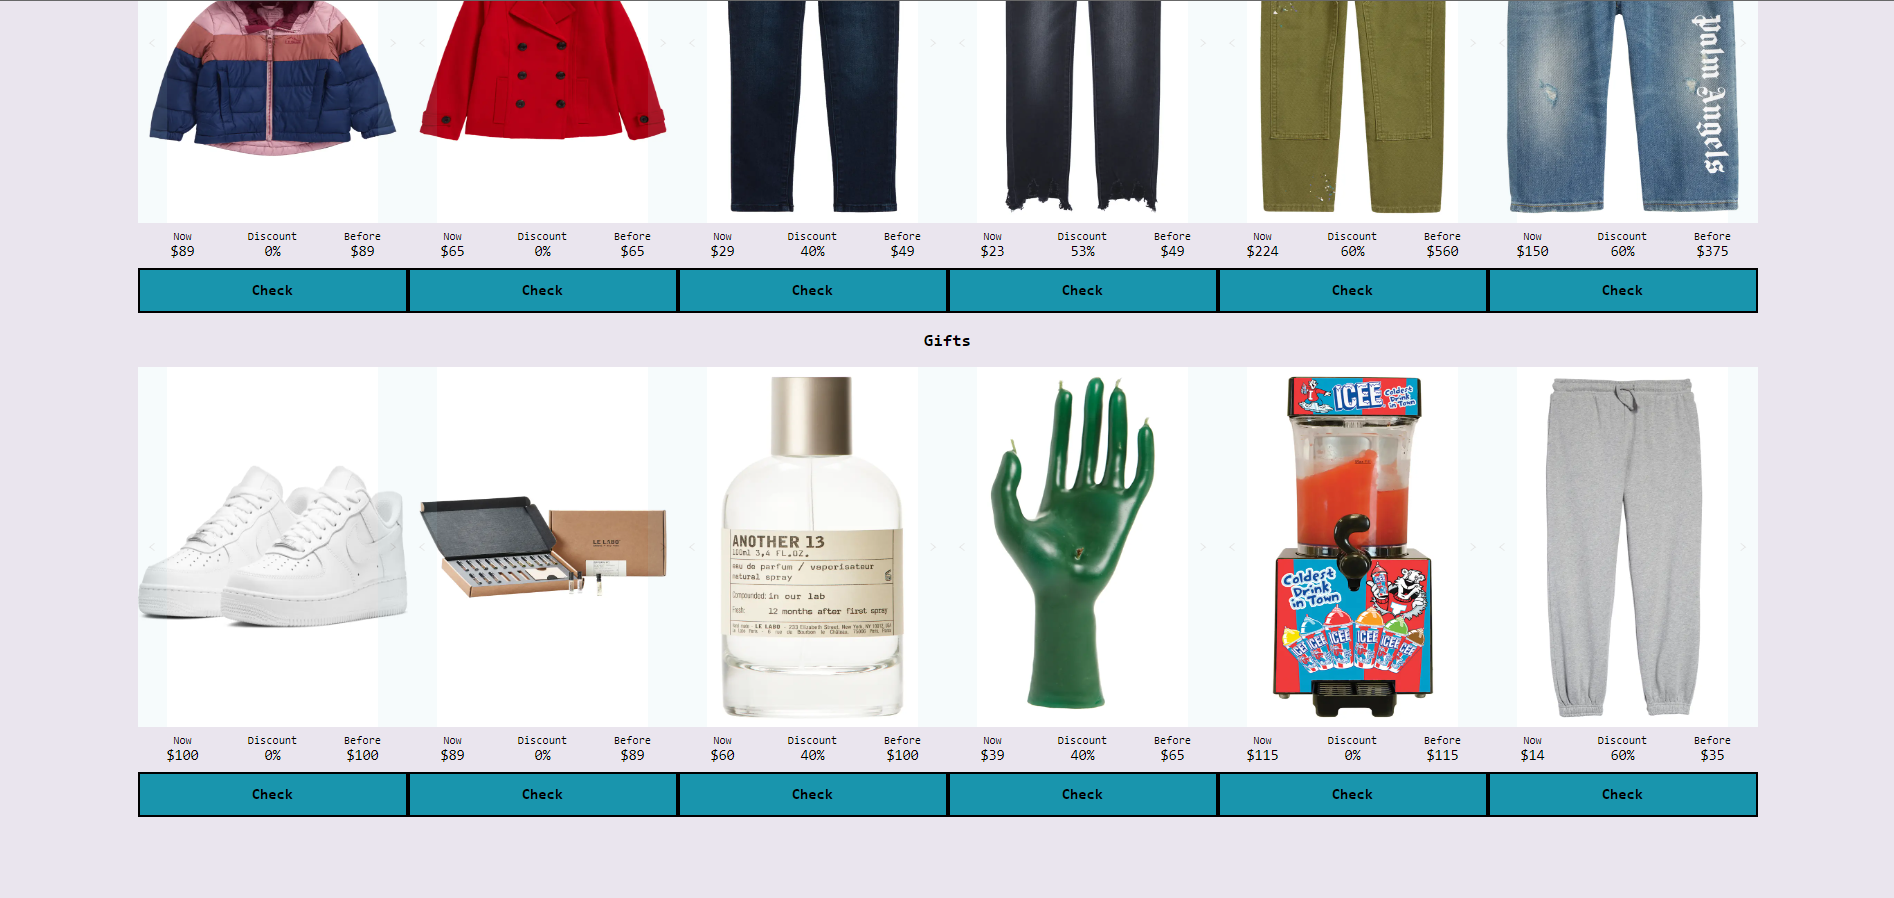 Palm Angels
Now Discount Before Now Discount Before Now Discount Before Now Discount Before Now Discount Before Now Discount Before
$89 0% $89 $65 0% $65 $29 40% $49 $23 53% $49 $224 60% $560 $150 60% $375
Check Check Check Check Check Check
Gifts
ICEE
Coldest
Drink
in Town
LE LABO
ANOTHER 13
100ml 3,4 FL.OZ.
eau de parfum / vaporisateur
natural spray
Compounded: in our lab
Fresh: 12 months after first spray
Coldest
Drink
in Town
ICEE ICEE ICEE ICEE ICEE
Now Discount Before Now Discount Before Now Discount Before Now Discount Before Now Discount Before Now Discount Before
$100 0% $100 $89 0% $89 $60 40% $100 $39 40% $65 $115 0% $115 $14 60% $35
Check Check Check Check Check Check